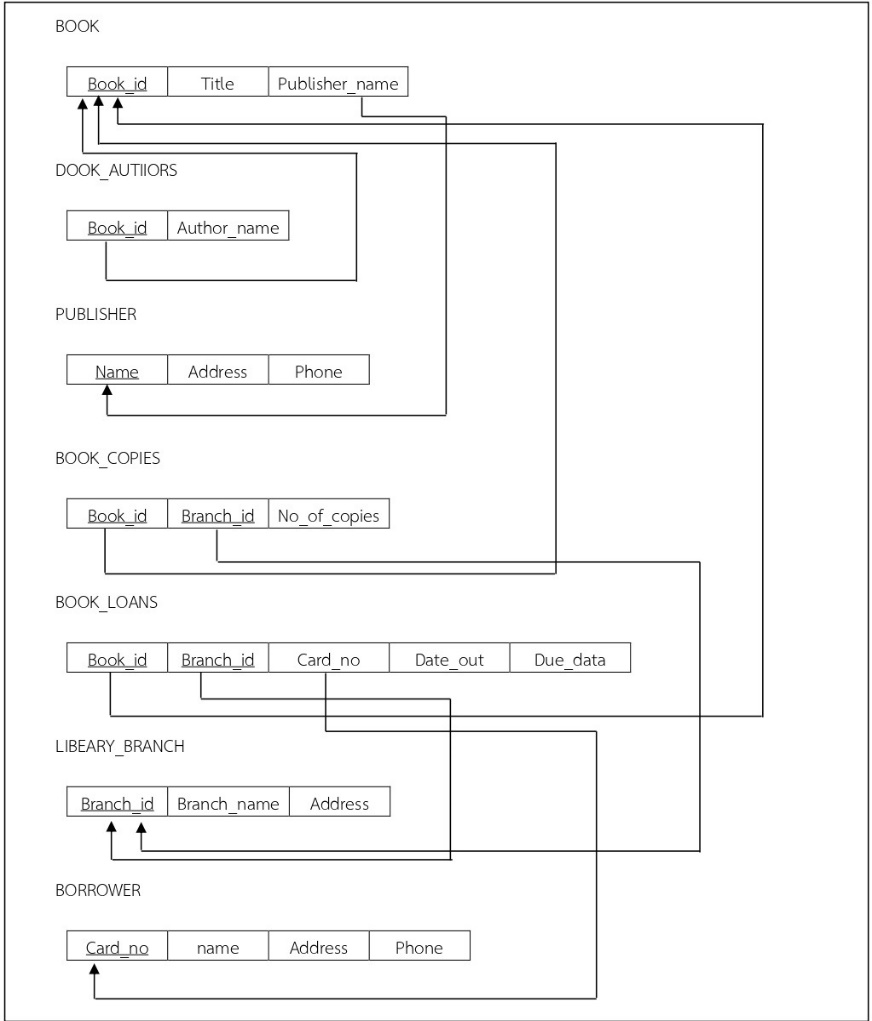 BOOK
Book_id Title Publisher_name
DOOK_AUTIIORS
Book_id Author_name
PUBLISHER
Name Address Phone
BOOK_COPIES
Book_id Branch_id No_of_copies
BOOK_LOANS
Book_id Branch_id Card_no Date_out Due_data
LIBEARY_BRANCH
Branch_id Branch_name Address
BORROWER
Card_no name Address Phone